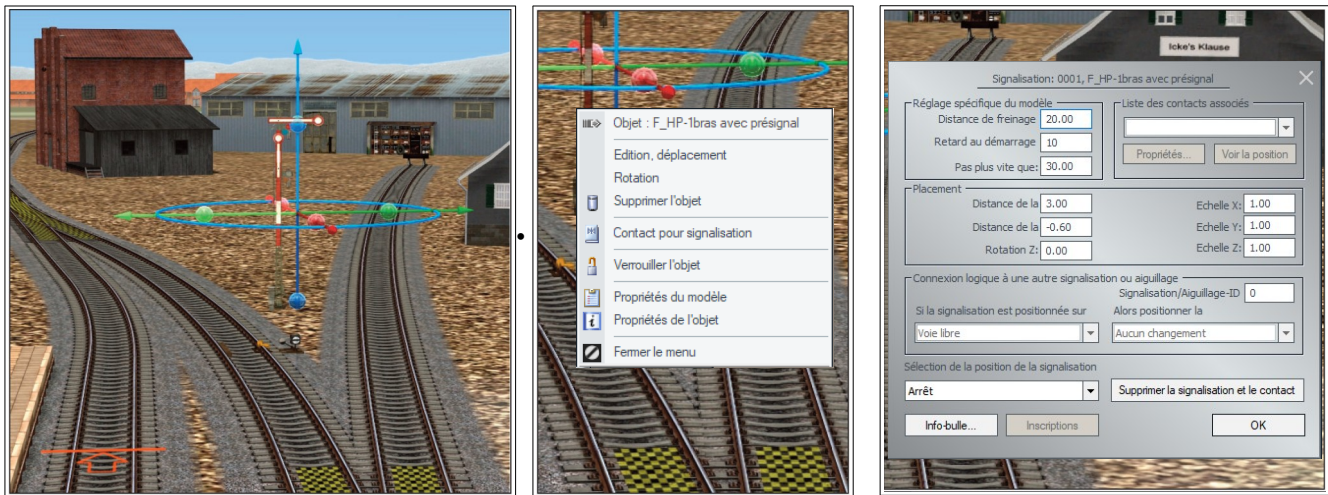 Objet : F_HP-1bras avec présignal
Edition, déplacement
Rotation
Supprimer l'objet
Contact pour signalisation
Verrouiller l'objet
Propriétés du modèle
Propriétés de l'objet
Fermer le menu
Icke's Klause
Signalisation: 0001, F_HP-1bras avec présignal
Réglage spécifique du modèle
Distance de freinage 20.00
Retard au démarrage 10
Pas plus vite que: 30.00
Liste des contacts associés
Propriétés... Voir la position
Placement
Distance de la 3.00 Echelle X: 1.00
Distance de la -0.60 Echelle Y: 1.00
Rotation Z: 0.00 Echelle Z: 1.00
Connexion logique à une autre signalisation ou aiguillage
Signalisation/Aiguillage-ID 0
Si la signalisation est positionnée sur Alors positionner la
Voie libre Aucun changement
Sélection de la position de la signalisation
Arrêt Supprimer la signalisation et le contact
Info-bulle... Inscriptions OK